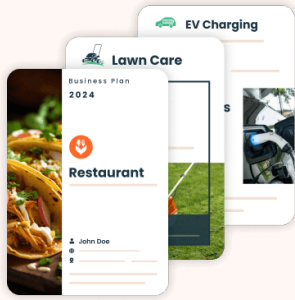 EV Charging
Lawn Care
s
Business Plan
2024
Restaurant
John Doe